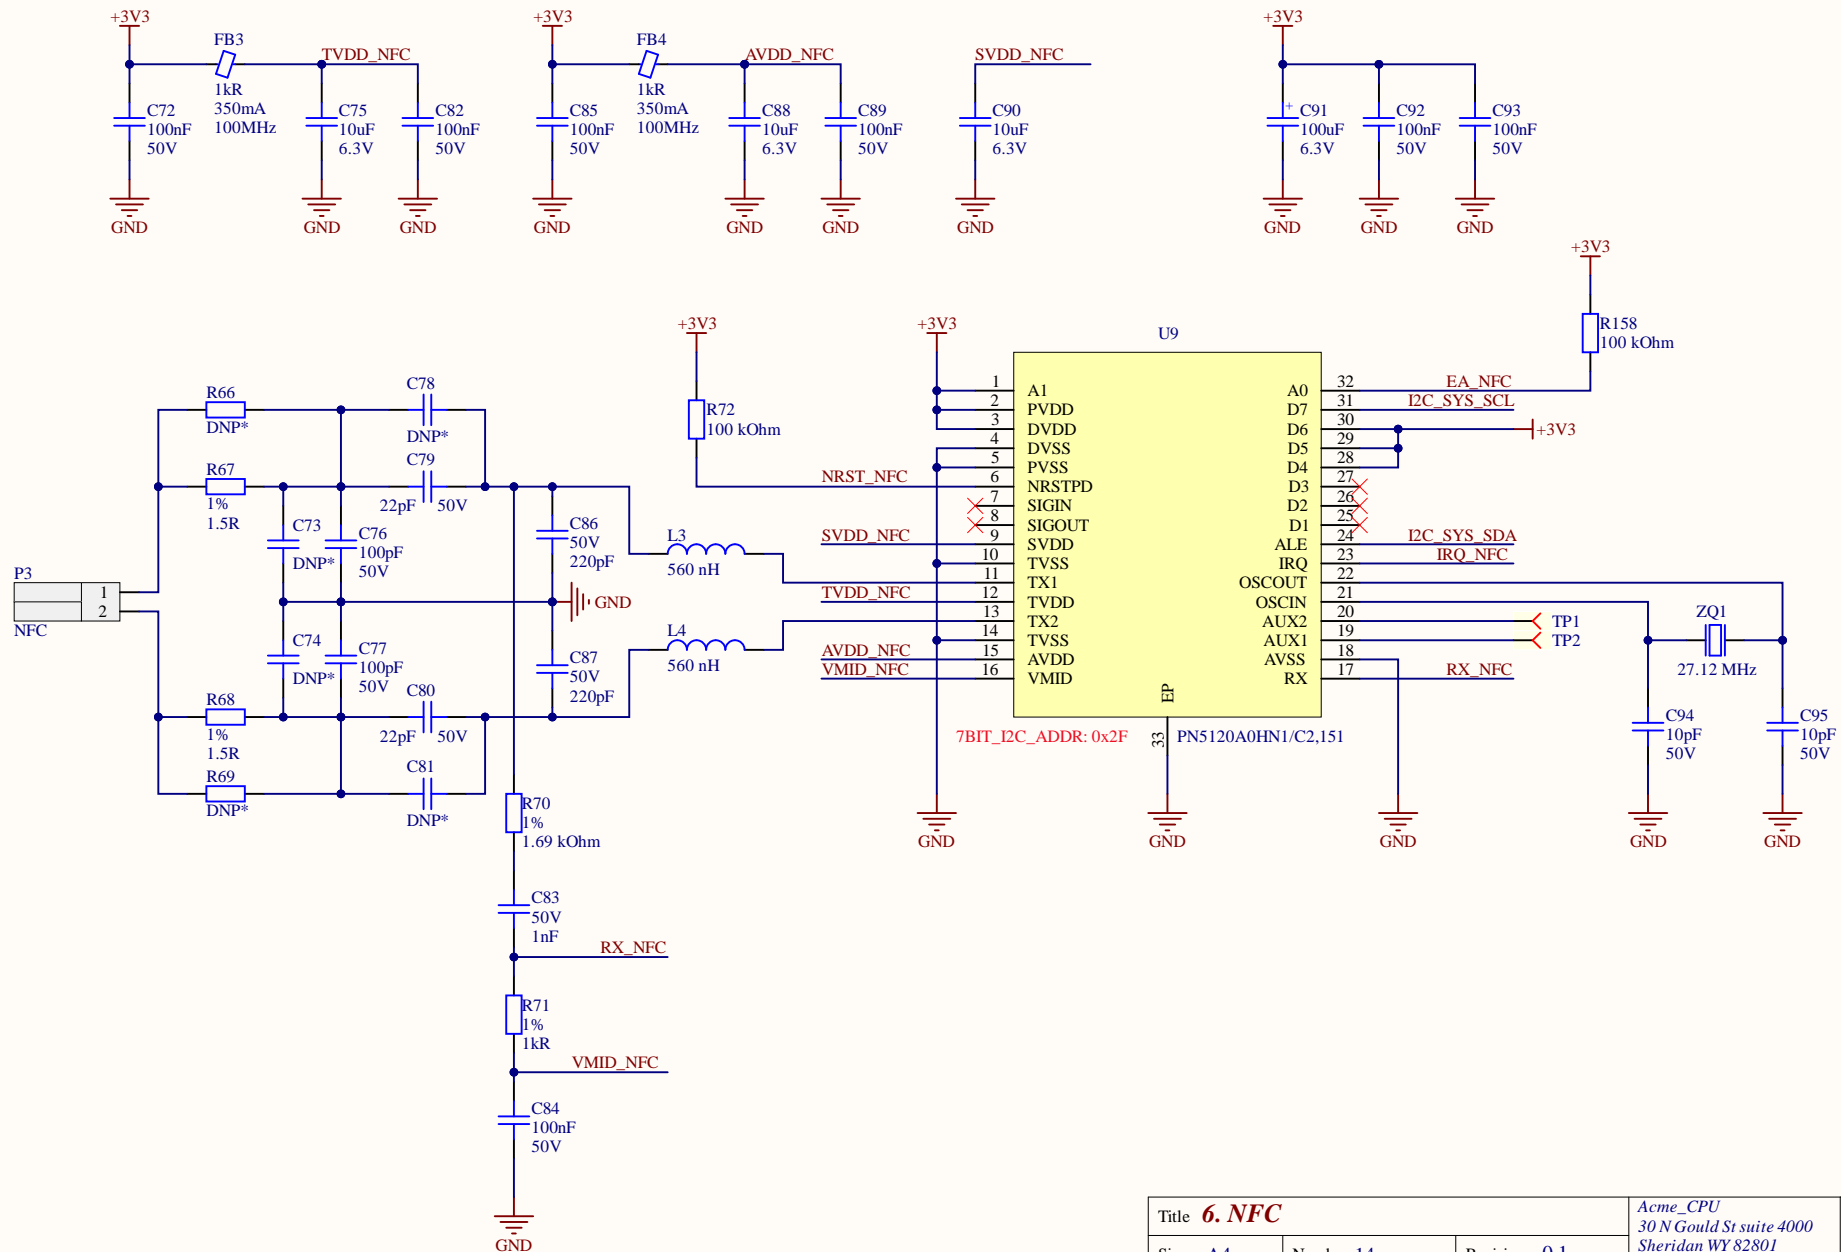 +3V3
FB3
TVDD_NFC
1kR
350mA
100MHz
C72
100nF
50V
C75
10uF
6.3V
C82
100nF
50V
GND
GND
GND
+3V3
FB4
AVDD_NFC
1kR
350mA
100MHz
C85
100nF
50V
C88
10uF
6.3V
C89
100nF
50V
GND
GND
GND
SVDD_NFC
C90
10uF
6.3V
GND
+3V3
+
C91
100uF
6.3V
C92
100nF
50V
C93
100nF
50V
GND
GND
GND
+3V3
R158
100 kOhm
+3V3
R72
100 kOhm
NRST_NFC
+3V3
U9
1 A1
2 PVDD
3 DVDD
4 DVSS
5 PVSS
6 NRSTPD
7 SIGIN
8 SIGOUT
9 SVDD
10 TVSS
11 TX1
12 TVDD
13 TX2
14 TVSS
15 AVDD
16 VMID
A0 32
D7 31
D6 30
D5 29
D4 28
D3 27
D2 26
D1 25
ALE 24
IRQ 23
OSCOUT 22
OSCIN 21
AUX2 20
AUX1 19
AVSS 18
RX 17
EP
33
7BIT_I2C_ADDR: 0x2F
PN5120A0HN1/C2,151
SVDD_NFC
TVDD_NFC
AVDD_NFC
VMID_NFC
EA_NFC
I2C_SYS_SCL
+3V3
I2C_SYS_SDA
IRQ_NFC
TP1
TP2
RX_NFC
ZQ1
27.12 MHz
C94
10pF
50V
C95
10pF
50V
GND
GND
GND
GND
GND
P3
1
2
NFC
R66
DNP*
C78
DNP*
R67
1%
1.5R
C79
22pF 50V
C73
DNP*
C76
100pF
50V
C86
50V
220pF
L3
560 nH
GND
C74
DNP*
C77
100pF
50V
C87
50V
220pF
L4
560 nH
R68
1%
1.5R
C80
22pF 50V
R69
DNP*
C81
DNP*
R70
1%
1.69 kOhm
C83
50V
1nF
RX_NFC
R71
1%
1kR
VMID_NFC
C84
100nF
50V
GND
Title 6. NFC
Acme_CPU
30 N Gould St suite 4000
Sheridan WY 82801